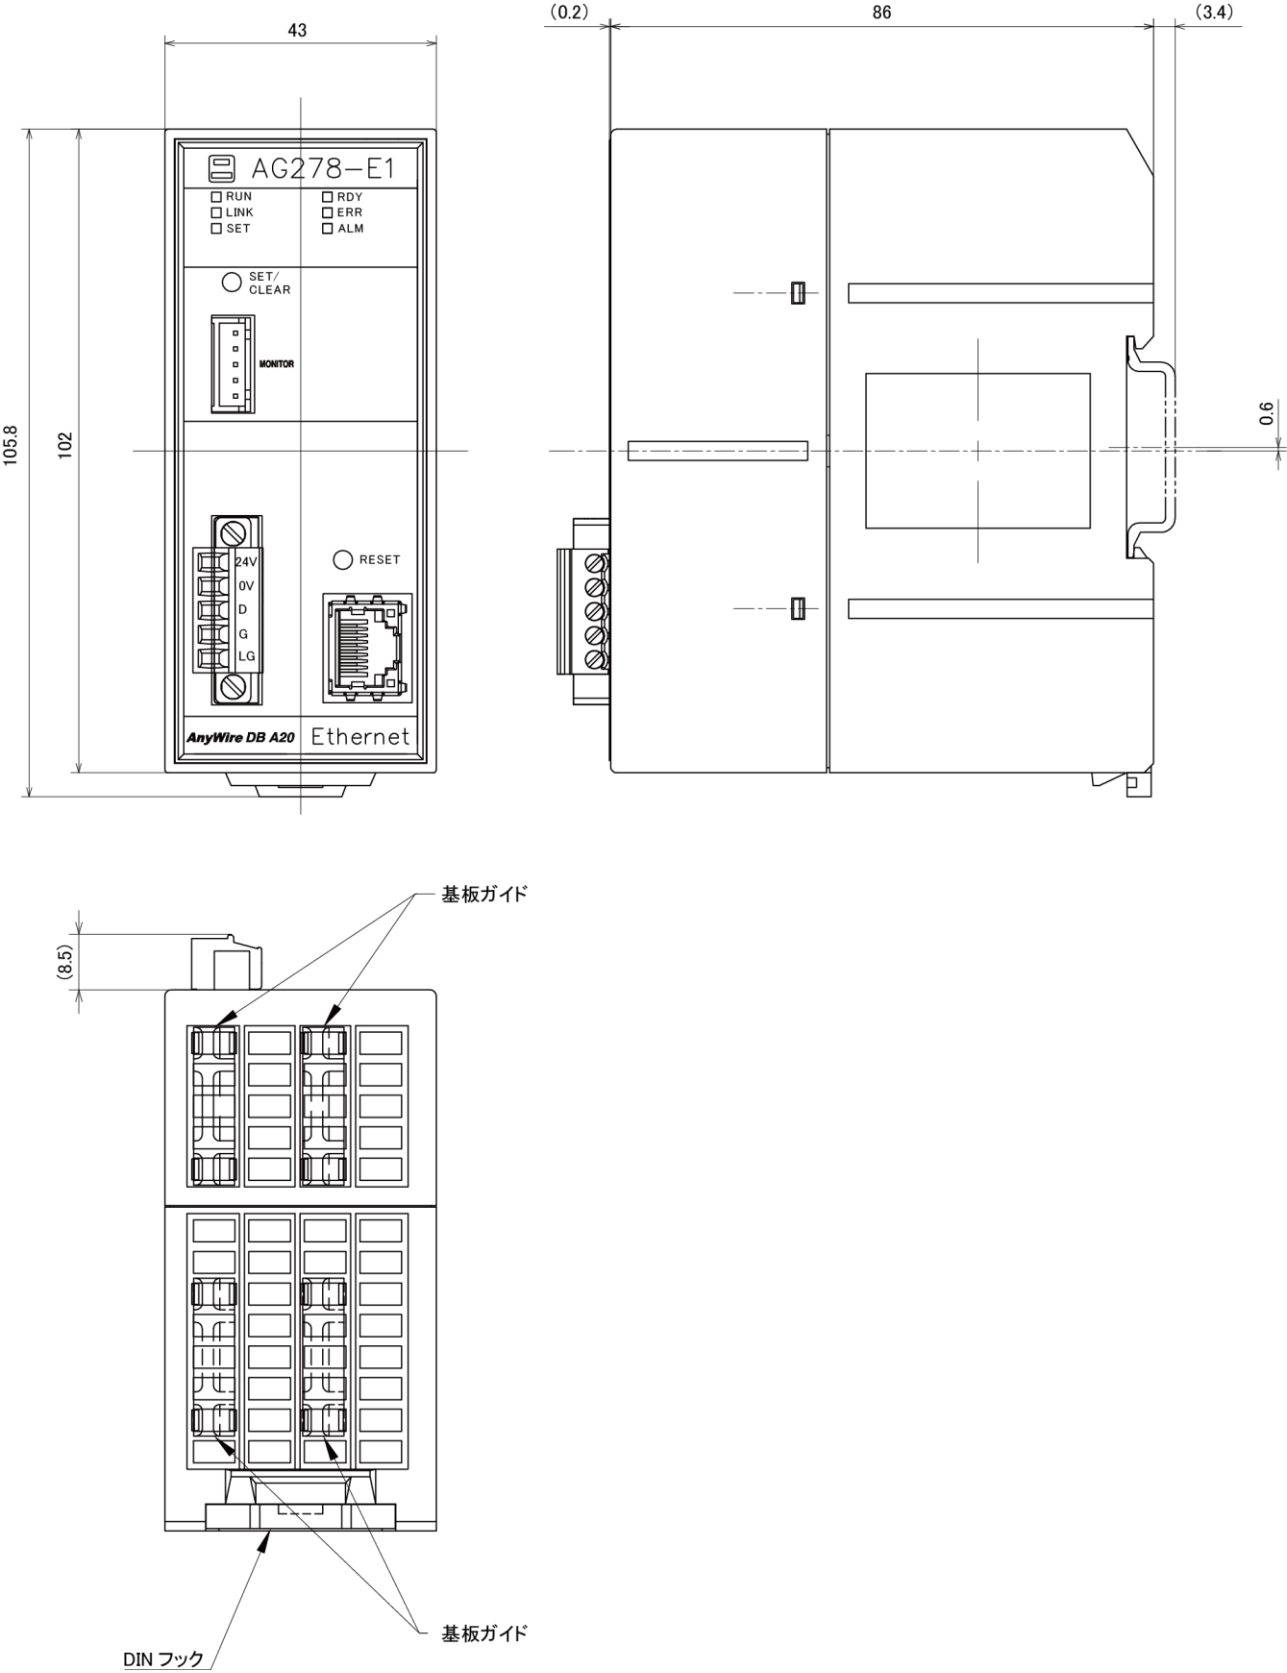 (0.2)
86
(3.4)
43
AG278-E1
RUN
RDY
LINK
ERR
SET
ALM
SET/
CLEAR
MONITOR
105.8
102
0.6
RESET
24V
0V
D
G
LG
AnyWire DB A20
Ethernet
基板ガイド
(8.5)
基板ガイド
DIN フック